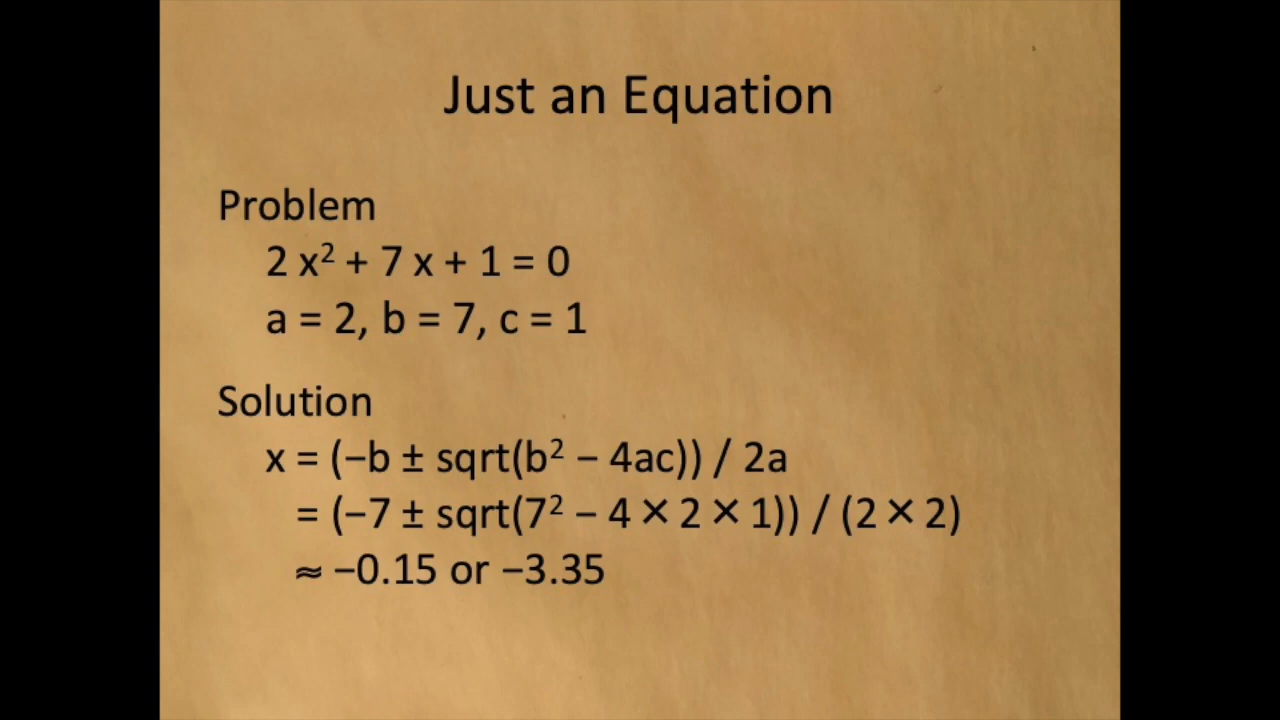 Just an Equation
Problem
2 x² + 7 x + 1 = 0
a = 2, b = 7, c = 1
Solution
x = (−b ± sqrt(b² − 4ac)) / 2a
= (−7 ± sqrt(7² − 4 × 2 × 1)) / (2 × 2)
≈ −0.15 or −3.35